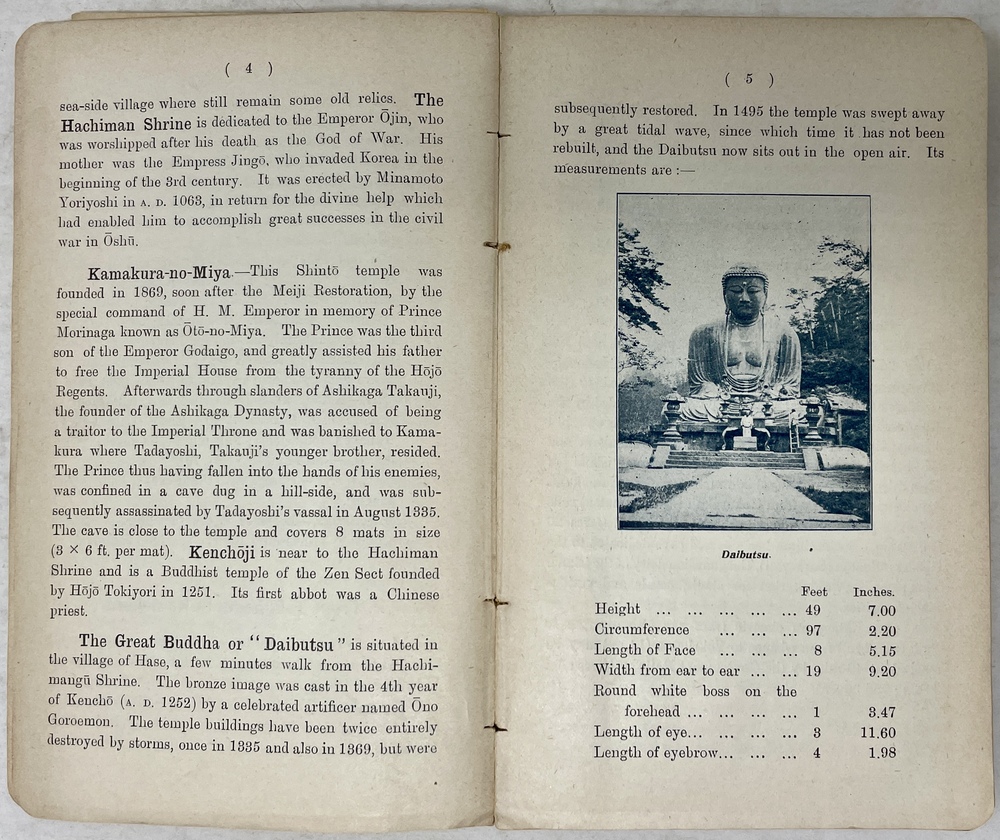 ( 4 )
sea-side village where still remain some old relics. The
Hachiman Shrine is dedicated to the Emperor Ōjin, who
was worshipped after his death as the God of War. His
mother was the Empress Jingō, who invaded Korea in the
beginning of the 3rd century. It was erected by Minamoto
Yoriyoshi in A. D. 1063, in return for the divine help which
had enabled him to accomplish great successes in the civil
war in Ōshū.
Kamakura-no-Miya.—This Shintō temple was
founded in 1869, soon after the Meiji Restoration, by the
special command of H. M. Emperor in memory of Prince
Morinaga known as Ōtō-no-Miya. The Prince was the third
son of the Emperor Godaigo, and greatly assisted his father
to free the Imperial House from the tyranny of the Hōjō
Regents. Afterwards through slanders of Ashikaga Takauji,
the founder of the Ashikaga Dynasty, was accused of being
a traitor to the Imperial Throne and was banished to Kama-
kura where Tadayoshi, Takauji's younger brother, resided.
The Prince thus having fallen into the hands of his enemies,
was confined in a cave dug in a hill-side, and was sub-
sequently assassinated by Tadayoshi's vassal in August 1335.
The cave is close to the temple and covers 8 mats in size
(3 × 6 ft. per mat). Kenchōji is near to the Hachiman
Shrine and is a Buddhist temple of the Zen Sect founded
by Hōjō Tokiyori in 1251. Its first abbot was a Chinese
priest.
The Great Buddha or "Daibutsu" is situated in
the village of Hase, a few minutes walk from the Hachi-
mangū Shrine. The bronze image was cast in the 4th year
of Kenchō (A. D. 1252) by a celebrated artificer named Ōno
Goroemon. The temple buildings have been twice entirely
destroyed by storms, once in 1335 and also in 1369, but were
( 5 )
subsequently restored. In 1495 the temple was swept away
by a great tidal wave, since which time it has not been
rebuilt, and the Daibutsu now sits out in the open air. Its
measurements are :—
Daibutsu.
Feet Inches.
Height ... ... ... ... ... 49 7.00
Circumference ... ... ... 97 2.20
Length of Face ... ... ... 8 5.15
Width from ear to ear ... ... 19 9.20
Round white boss on the
forehead ... ... ... ... 1 3.47
Length of eye... ... ... ... 3 11.60
Length of eyebrow... ... ... 4 1.98